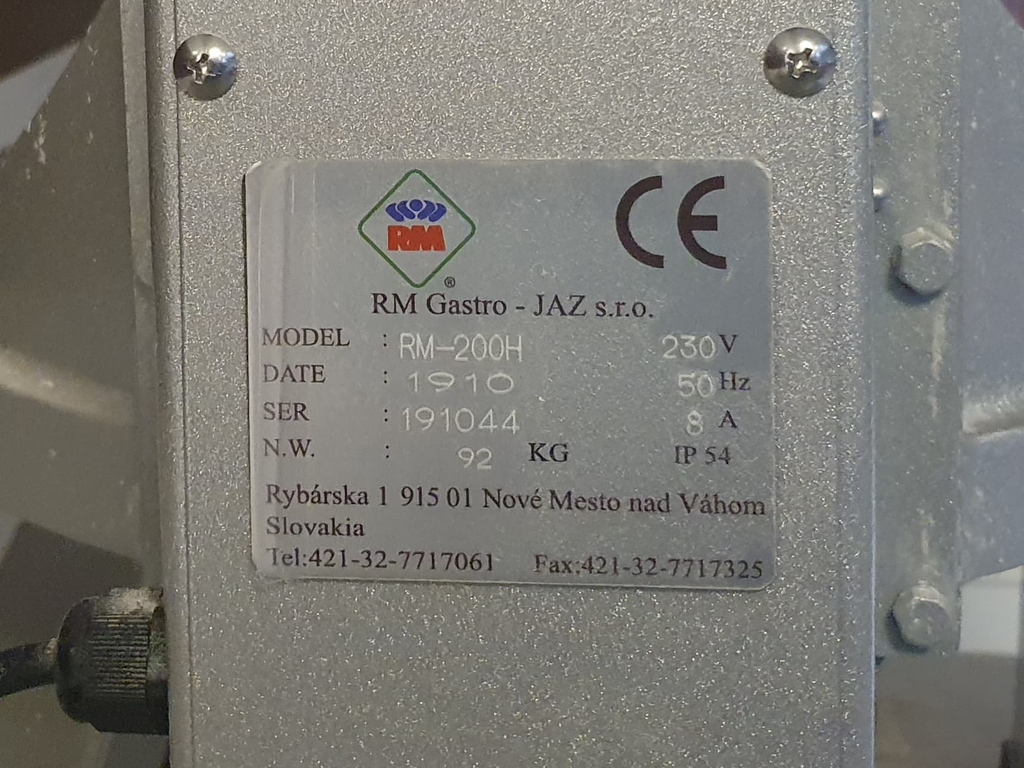 RM
®
CE
RM Gastro - JAZ s.r.o.
MODEL : RM-200H 230 V
DATE : 1910 50 Hz
SER : 191044 8 A
N.W. : 92 KG IP 54
Rybárska 1 915 01 Nové Mesto nad Váhom
Slovakia
Tel:421-32-7717061 Fax:421-32-7717325